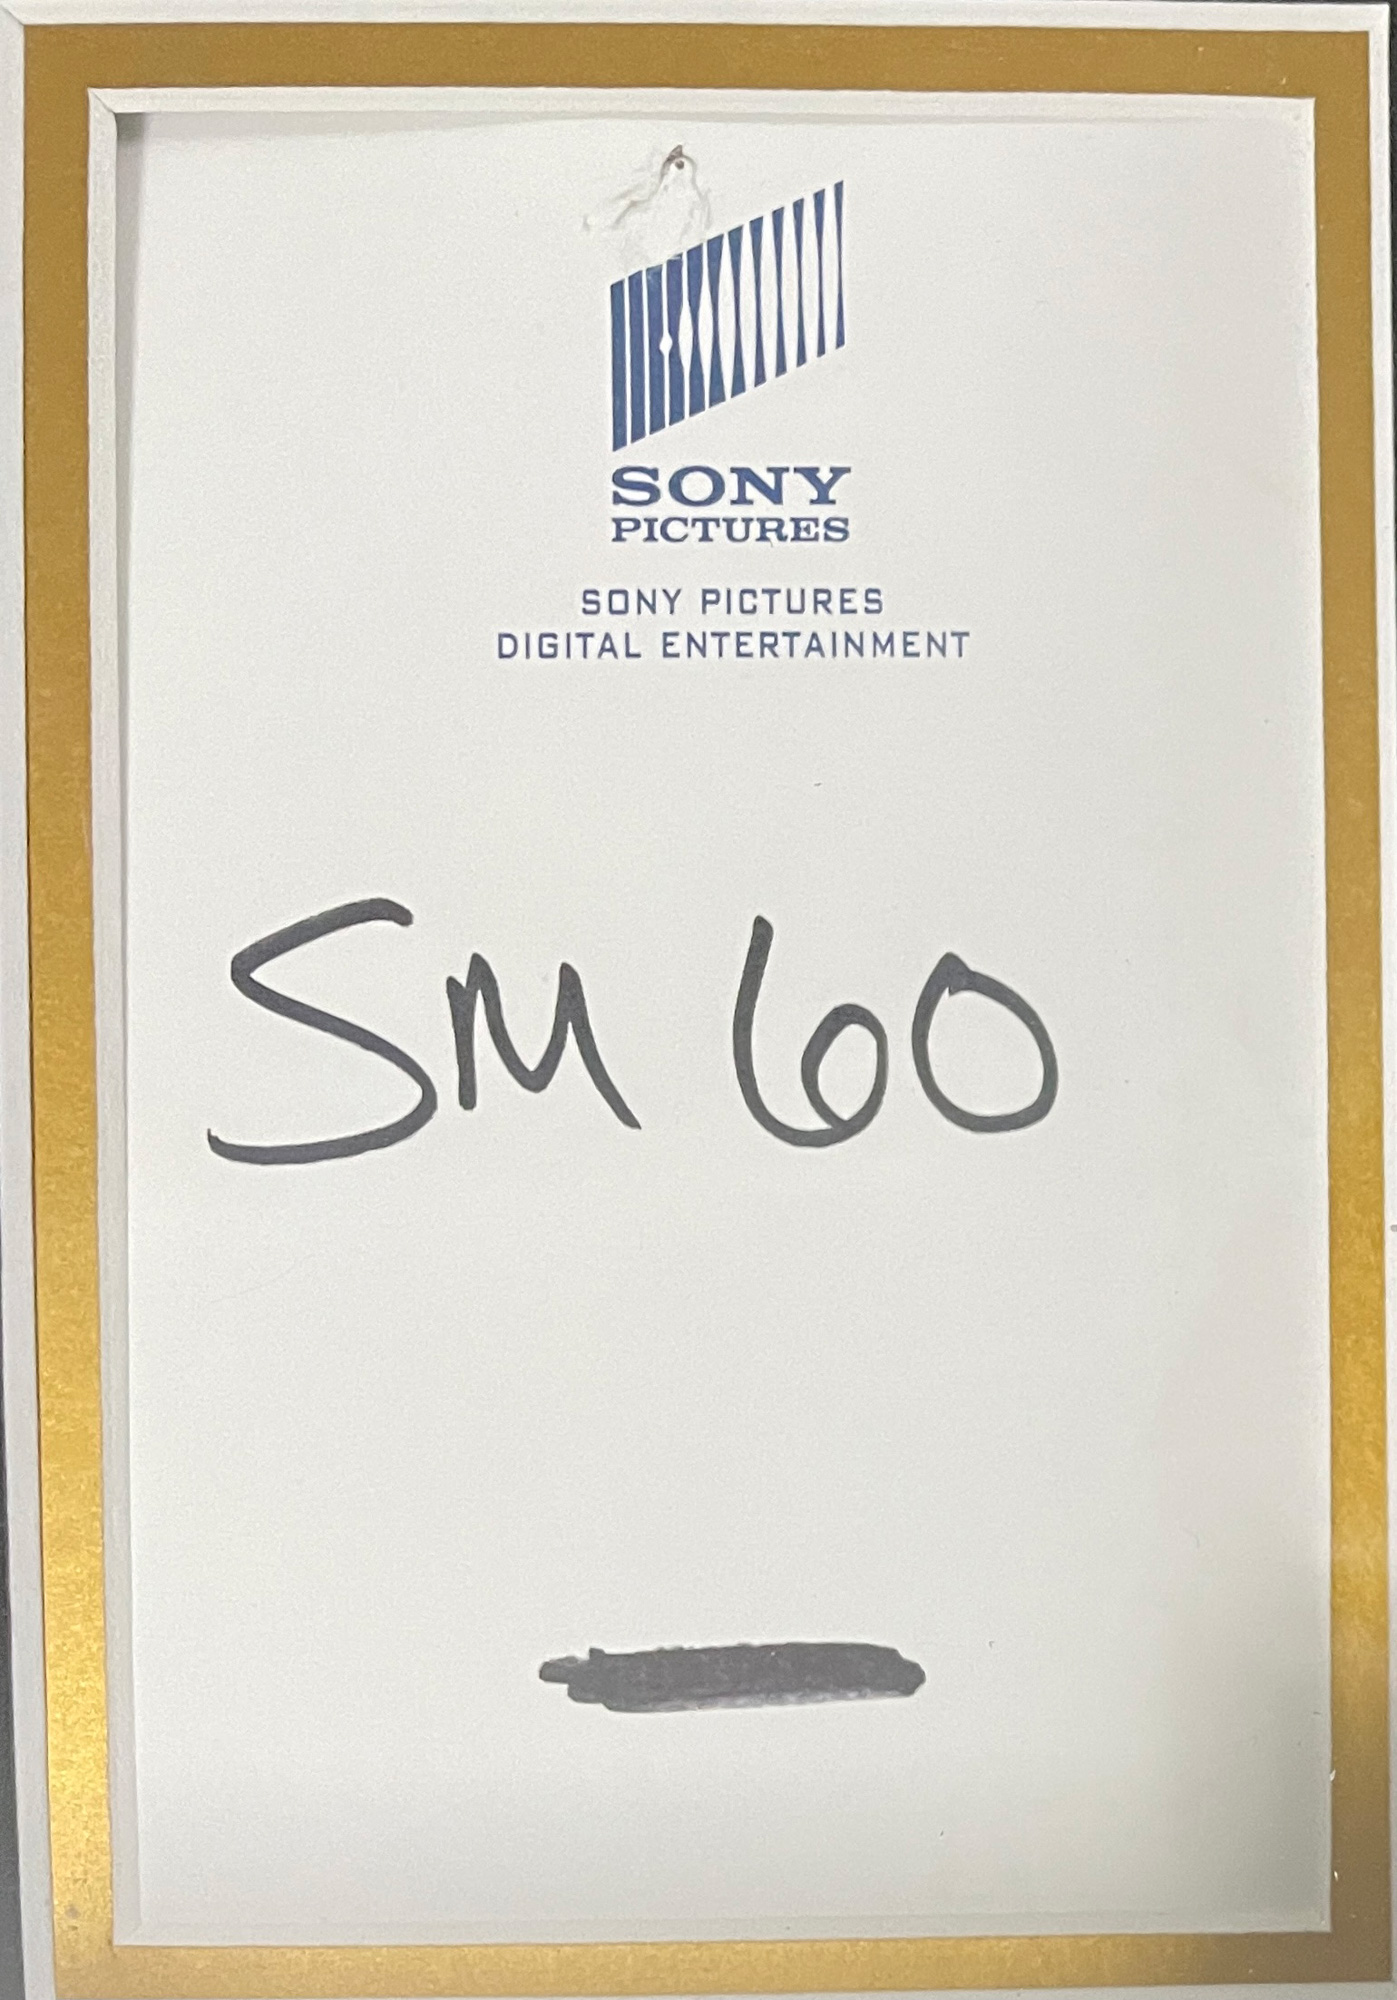 SONY
PICTURES
SONY PICTURES
DIGITAL ENTERTAINMENT
SM 60